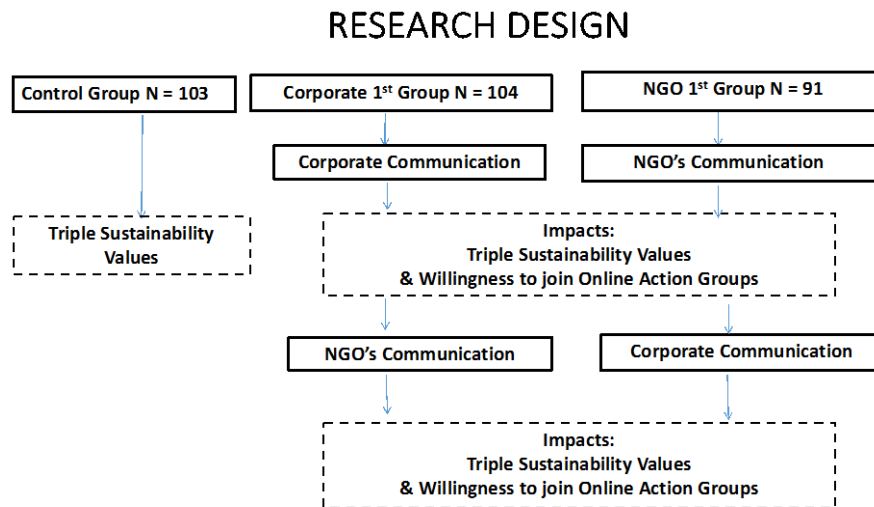 RESEARCH DESIGN
Control Group N = 103
Corporate 1st Group N = 104
NGO 1st Group N = 91
Corporate Communication
NGO's Communication
Triple Sustainability
Values
Impacts:
Triple Sustainability Values
& Willingness to join Online Action Groups
NGO's Communication
Corporate Communication
Impacts:
Triple Sustainability Values
& Willingness to join Online Action Groups